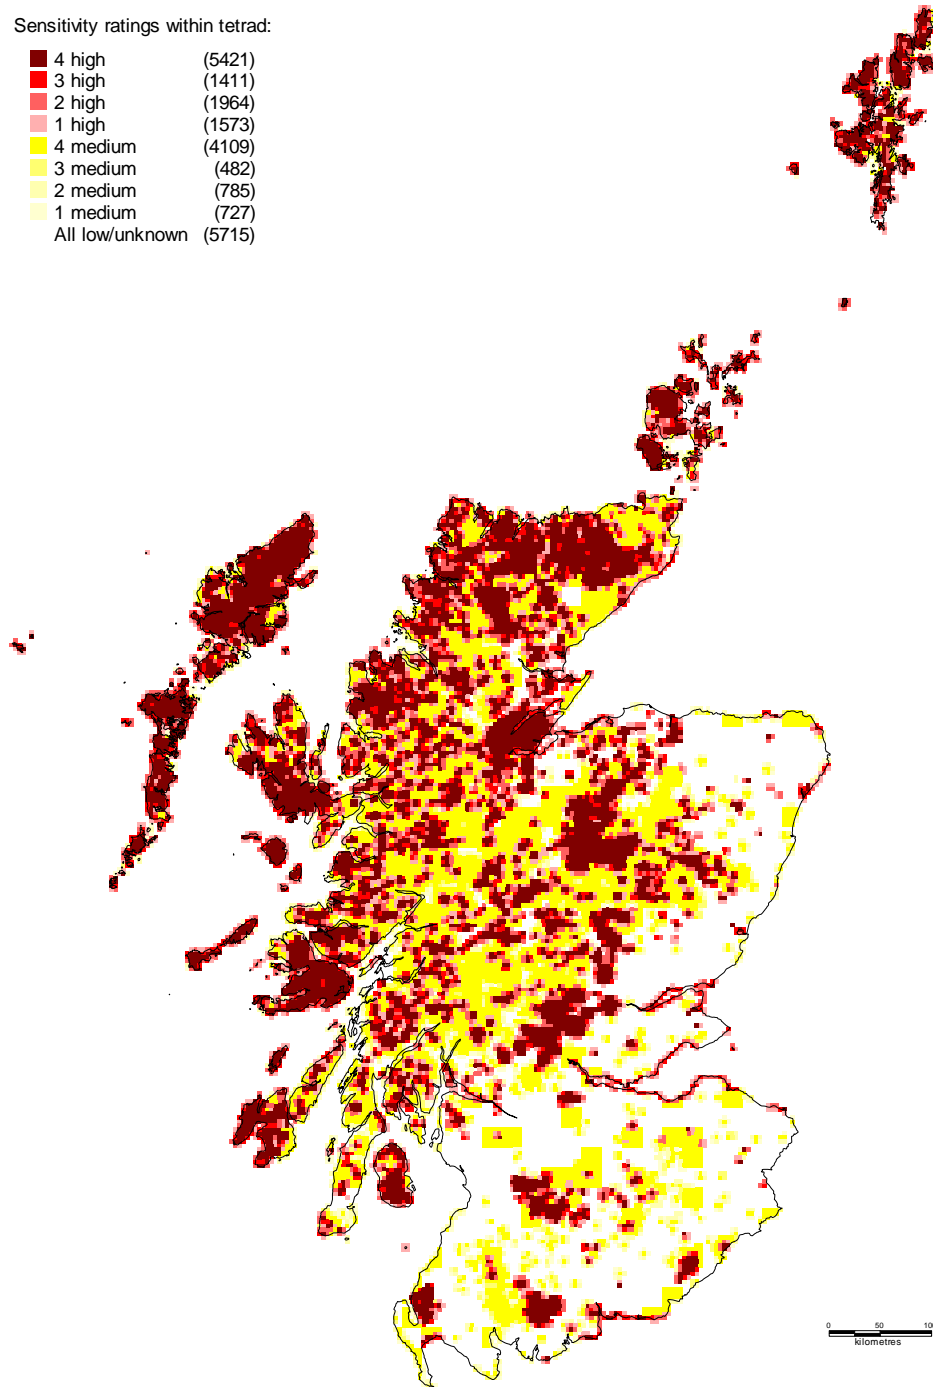 Sensitivity ratings within tetrad:
4 high (5421)
3 high (1411)
2 high (1964)
1 high (1573)
4 medium (4109)
3 medium (482)
2 medium (785)
1 medium (727)
All low/unknown (5715)
0 50 10
kilometres